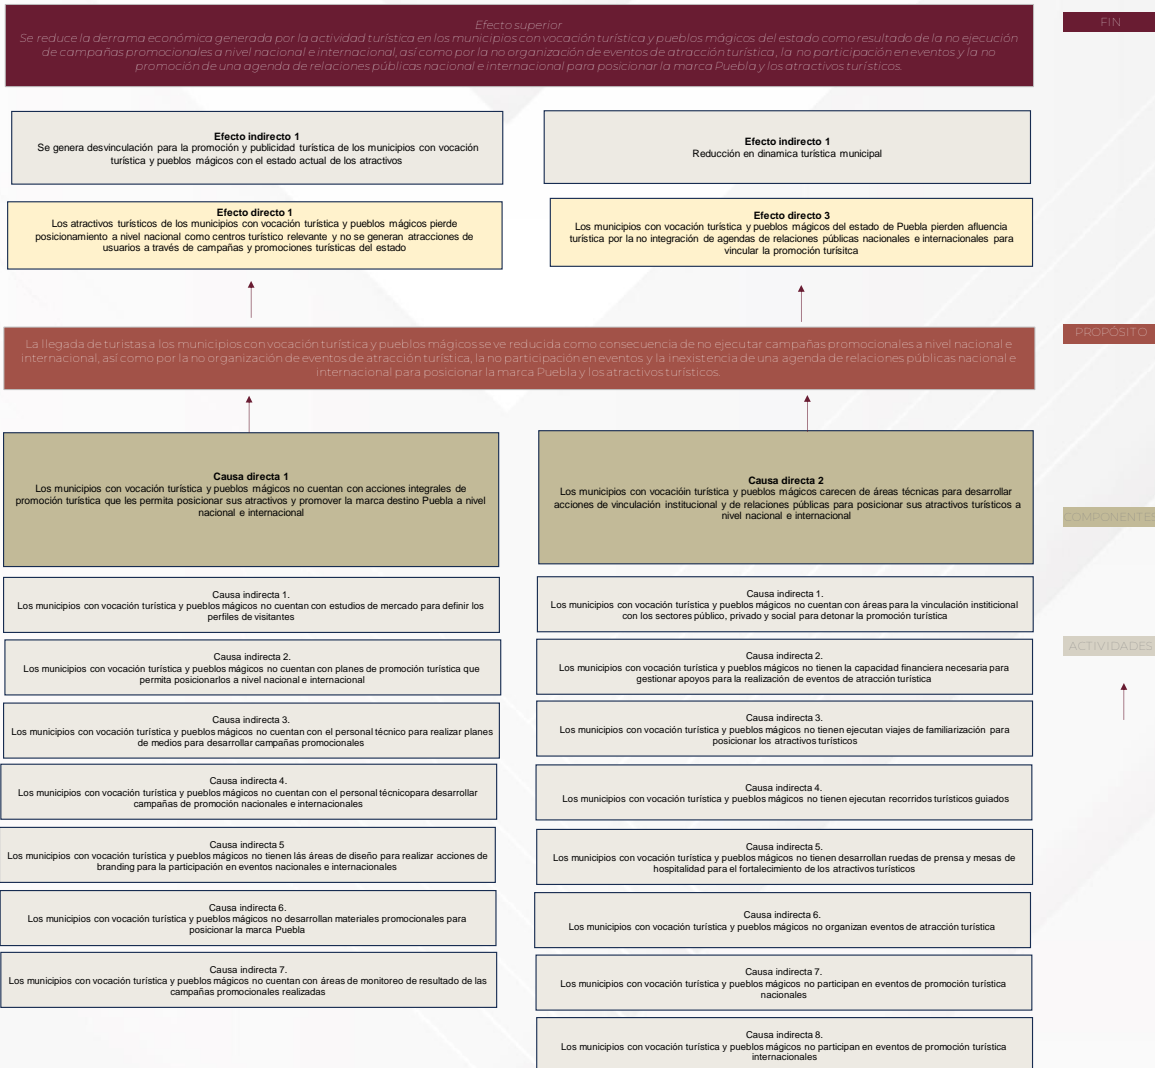 Efecto superior
Se reduce la derrama económica generada por la actividad turística en los municipios con vocación turística y pueblos mágicos del estado como resultado de la no ejecución
de campañas promocionales a nivel nacional e internacional, así como por la no organización de eventos de atracción turística, la no participación en eventos y la no
promoción de una agenda de relaciones públicas nacional e internacional para posicionar la marca Puebla y los atractivos turísticos.
FIN
Efecto indirecto 1
Se genera desvinculación para la promoción y publicidad turística de los municipios con vocación
turística y pueblos mágicos con el estado actual de los atractivos
Efecto indirecto 1
Reducción en dinamica turística municipal
Efecto directo 1
Los atractivos turísticos de los municipios con vocación turística y pueblos mágicos pierde
posicionamiento a nivel nacional como centros turístico relevante y no se generan atracciones de
usuarios a través de campañas y promociones turísticas del estado
Efecto directo 3
Los municipios con vocación turística y pueblos mágicos del estado de Puebla pierden afluencia
turística por la no integración de agendas de relaciones públicas nacionales e internacionales para
vincular la promoción turísitca
La llegada de turistas a los municipios con vocación turística y pueblos mágicos se ve reducida como consecuencia de no ejecutar campañas promocionales a nivel nacional e
internacional, así como por la no organización de eventos de atracción turística, la no participación en eventos y la inexistencia de una agenda de relaciones públicas nacional e
internacional para posicionar la marca Puebla y los atractivos turísticos.
PROPÓSITO
Causa directa 1
Los municipios con vocación turística y pueblos mágicos no cuentan con acciones integrales de
promoción turística que les permita posicionar sus atractivos y promover la marca destino Puebla a nivel
nacional e internacional
Causa directa 2
Los municipios con vocacióin turística y pueblos mágicos carecen de áreas técnicas para desarrollar
acciones de vinculación institucional y de relaciones públicas para posicionar sus atractivos turísticos a
nivel nacional e internacional
COMPONENTES
Causa indirecta 1.
Los municipios con vocación turística y pueblos mágicos no cuentan con estudios de mercado para definir los
perfiles de visitantes
Causa indirecta 2.
Los municipios con vocación turística y pueblos mágicos no cuentan con planes de promoción turística que
permita posicionarlos a nivel nacional e internacional
Causa indirecta 3.
Los municipios con vocación turística y pueblos mágicos no cuentan con el personal técnico para realizar planes
de medios para desarrollar campañas promocionales
Causa indirecta 4.
Los municipios con vocación turística y pueblos mágicos no cuentan con el personal técnicopara desarrollar
campañas de promoción nacionales e internacionales
Causa indirecta 5
Los municipios con vocación turística y pueblos mágicos no tienen lás áreas de diseño para realizar acciones de
branding para la participación en eventos nacionales e internacionales
Causa indirecta 6.
Los municipios con vocación turística y pueblos mágicos no desarrollan materiales promocionales para
posicionar la marca Puebla
Causa indirecta 7.
Los municipios con vocación turística y pueblos mágicos no cuentan con áreas de monitoreo de resultado de las
campañas promocionales realizadas
Causa indirecta 1.
Los municipios con vocación turística y pueblos mágicos no cuentan con áreas para la vinculación institicional
con los sectores público, privado y social para detonar la promoción turística
Causa indirecta 2.
Los municipios con vocación turística y pueblos mágicos no tienen la capacidad financiera necesaria para
gestionar apoyos para la realización de eventos de atracción turística
Causa indirecta 3.
Los municipios con vocación turística y pueblos mágicos no tienen ejecutan viajes de familiarización para
posicionar los atractivos turísticos
Causa indirecta 4.
Los municipios con vocación turística y pueblos mágicos no tienen ejecutan recorridos turísticos guiados
Causa indirecta 5.
Los municipios con vocación turística y pueblos mágicos no tienen desarrollan ruedas de prensa y mesas de
hospitalidad para el fortalecimiento de los atractivos turísticos
Causa indirecta 6.
Los municipios con vocación turística y pueblos mágicos no organizan eventos de atracción turística
Causa indirecta 7.
Los municipios con vocación turística y pueblos mágicos no participan en eventos de promoción turística
nacionales
Causa indirecta 8.
Los municipios con vocación turística y pueblos mágicos no participan en eventos de promoción turística
internacionales
ACTIVIDADES